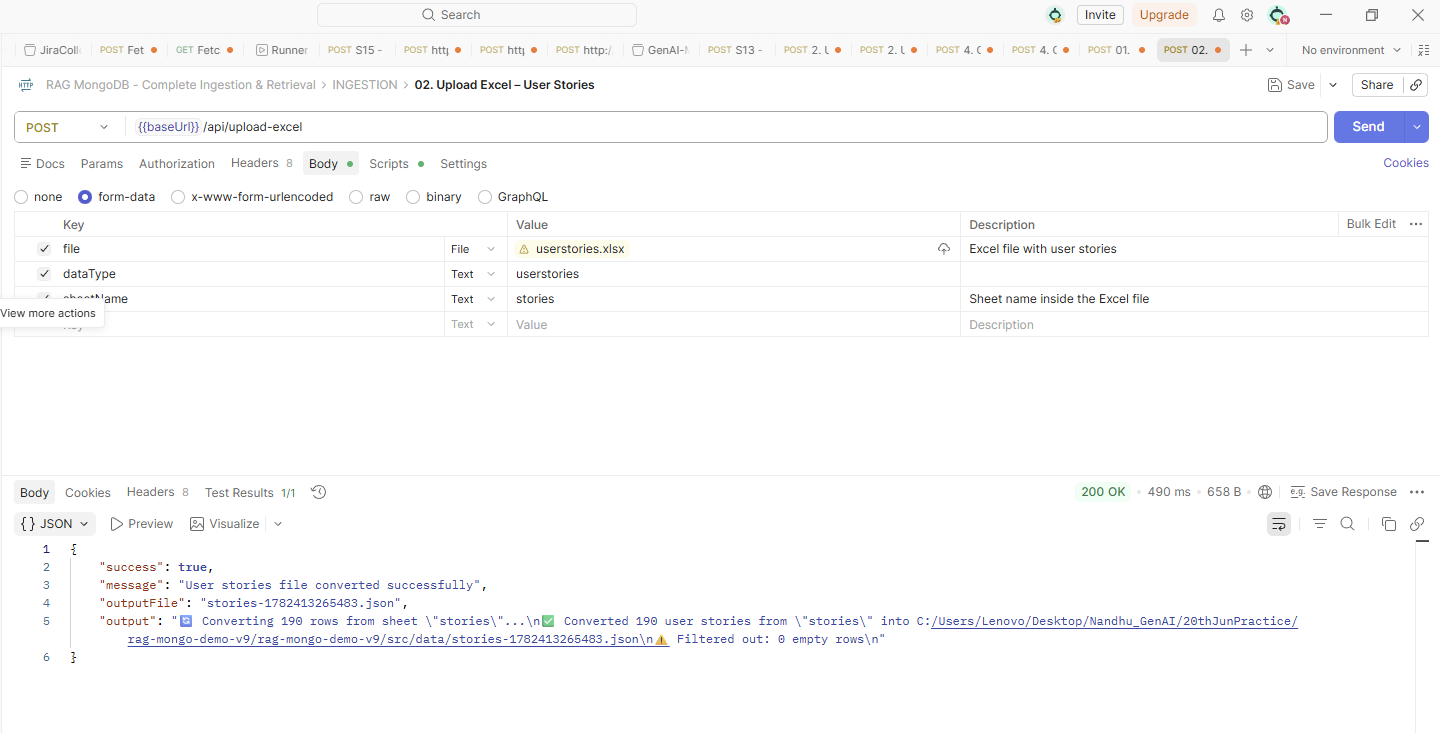 Search
Invite
Upgrade
JiraColl
POST Fet
GET Fetc
Runner
POST S15 -
POST http
POST http
POST http:/
GenAI-M
POST S13 -
POST 2. U
POST 2. U
POST 4. C
POST 4. C
POST 01.
POST 02.
No environment
HTTP RAG MongoDB - Complete Ingestion & Retrieval > INGESTION > 02. Upload Excel – User Stories
Save
Share
POST
{{baseUrl}} /api/upload-excel
Send
Docs Params Authorization Headers 8 Body Scripts Settings
Cookies
none form-data x-www-form-urlencoded raw binary GraphQL
Key Value Description Bulk Edit
file File userstories.xlsx Excel file with user stories
dataType Text userstories
sheetName Text stories Sheet name inside the Excel file
View more actions
Key Text Value Description
Body Cookies Headers 8 Test Results 1/1
200 OK • 490 ms • 658 B
e.g. Save Response
{} JSON Preview Visualize
1 {
2 "success": true,
3 "message": "User stories file converted successfully",
4 "outputFile": "stories-1782413265483.json",
5 "output": "🔄 Converting 190 rows from sheet \"stories\"...\n✅ Converted 190 user stories from \"stories\" into C:/Users/Lenovo/Desktop/Nandhu_GenAI/20thJunPractice/
rag-mongo-demo-v9/rag-mongo-demo-v9/src/data/stories-1782413265483.json\n⚠️ Filtered out: 0 empty rows\n"
6 }